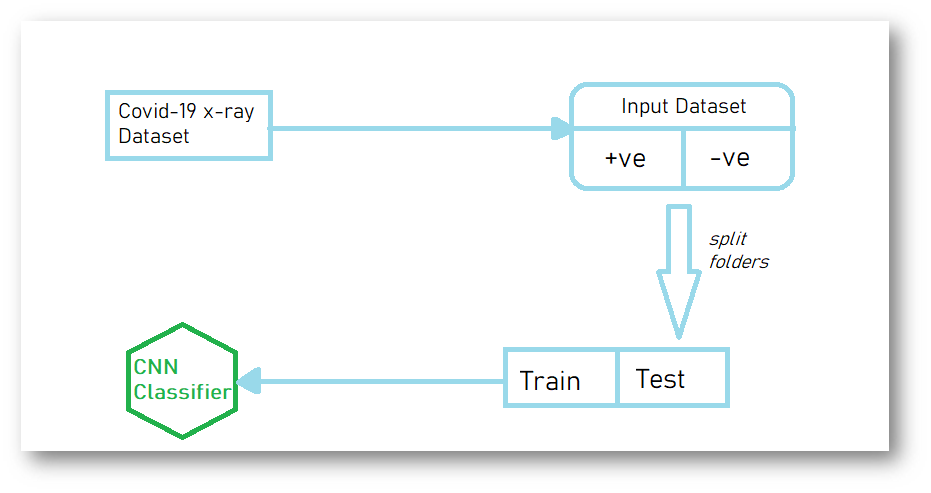 Covid-19 x-ray
Dataset
Input Dataset
+ve
-ve
split
folders
Train
Test
CNN
Classifier